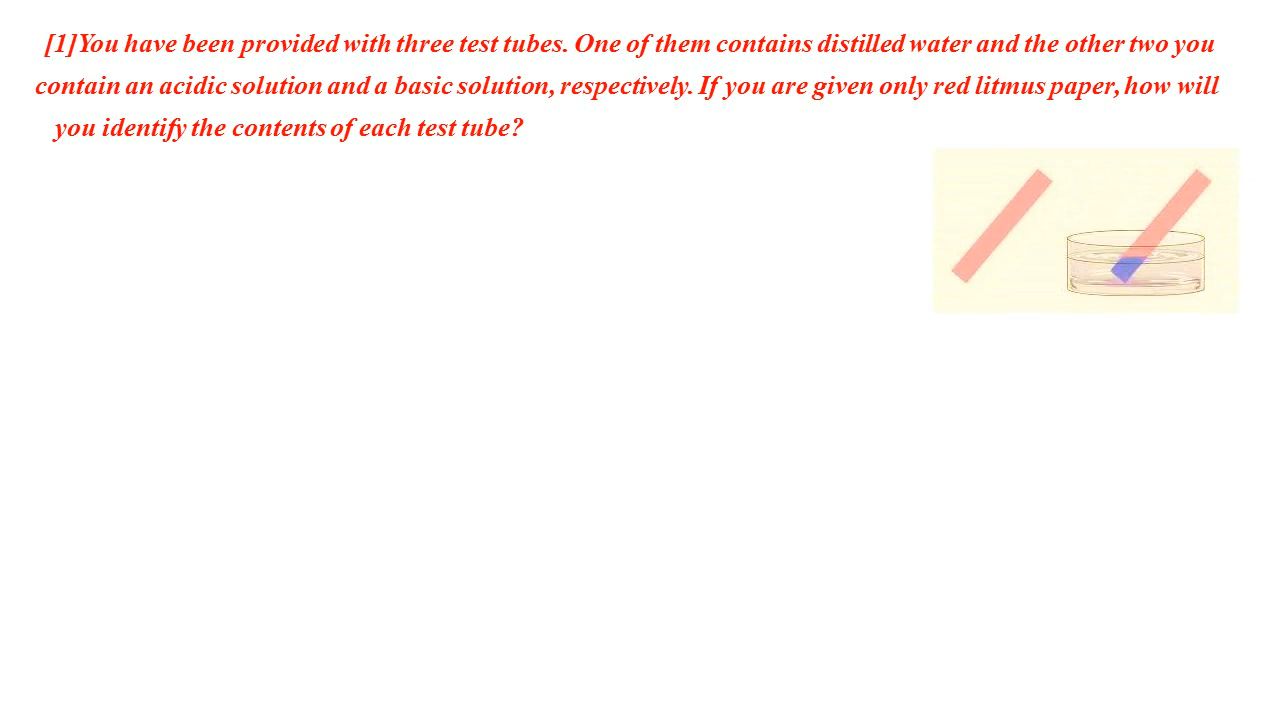 [1]You have been provided with three test tubes. One of them contains distilled water and the other two you
contain an acidic solution and a basic solution, respectively. If you are given only red litmus paper, how will
you identify the contents of each test tube?